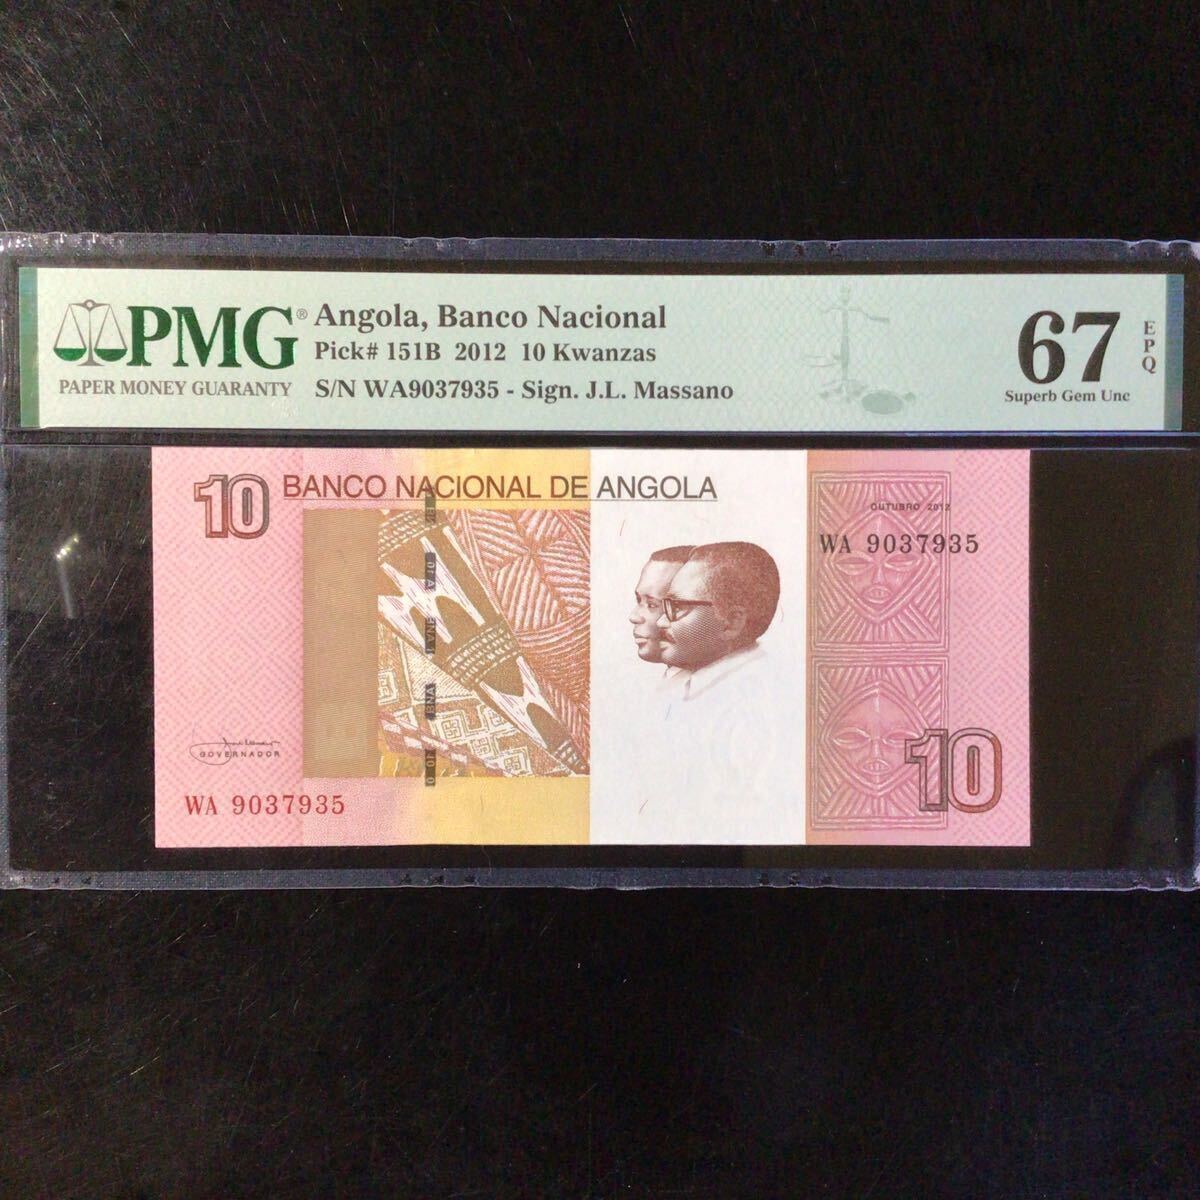 PMG®
PAPER MONEY GUARANTY
Angola, Banco Nacional
Pick# 151B 2012 10 Kwanzas
S/N WA9037935 - Sign. J.L. Massano
67
EPQ
Superb Gem Unc
10
BANCO NACIONAL DE ANGOLA
OUTUBRO 2012
WA 9037935
BNA
GOVERNADOR
WA 9037935
10